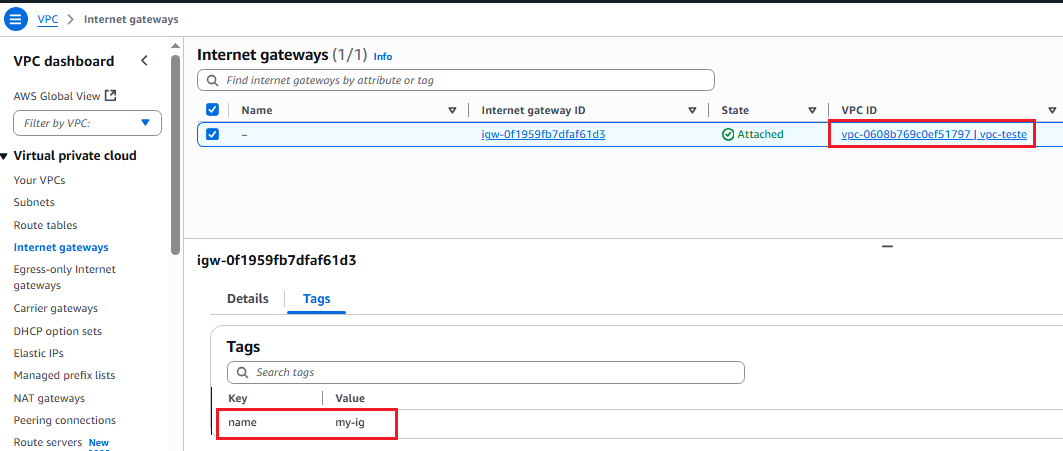 VPC > Internet gateways
VPC dashboard
AWS Global View
Filter by VPC:
Virtual private cloud
Your VPCs
Subnets
Route tables
Internet gateways
Egress-only Internet
gateways
Carrier gateways
DHCP option sets
Elastic IPs
Managed prefix lists
NAT gateways
Peering connections
Route servers New
Internet gateways (1/1) Info
Find internet gateways by attribute or tag
Name Internet gateway ID State VPC ID
– igw-0f1959fb7dfaf61d3 Attached vpc-0608b769c0ef51797 | vpc-teste
igw-0f1959fb7dfaf61d3
Details Tags
Tags
Search tags
Key Value
name my-ig